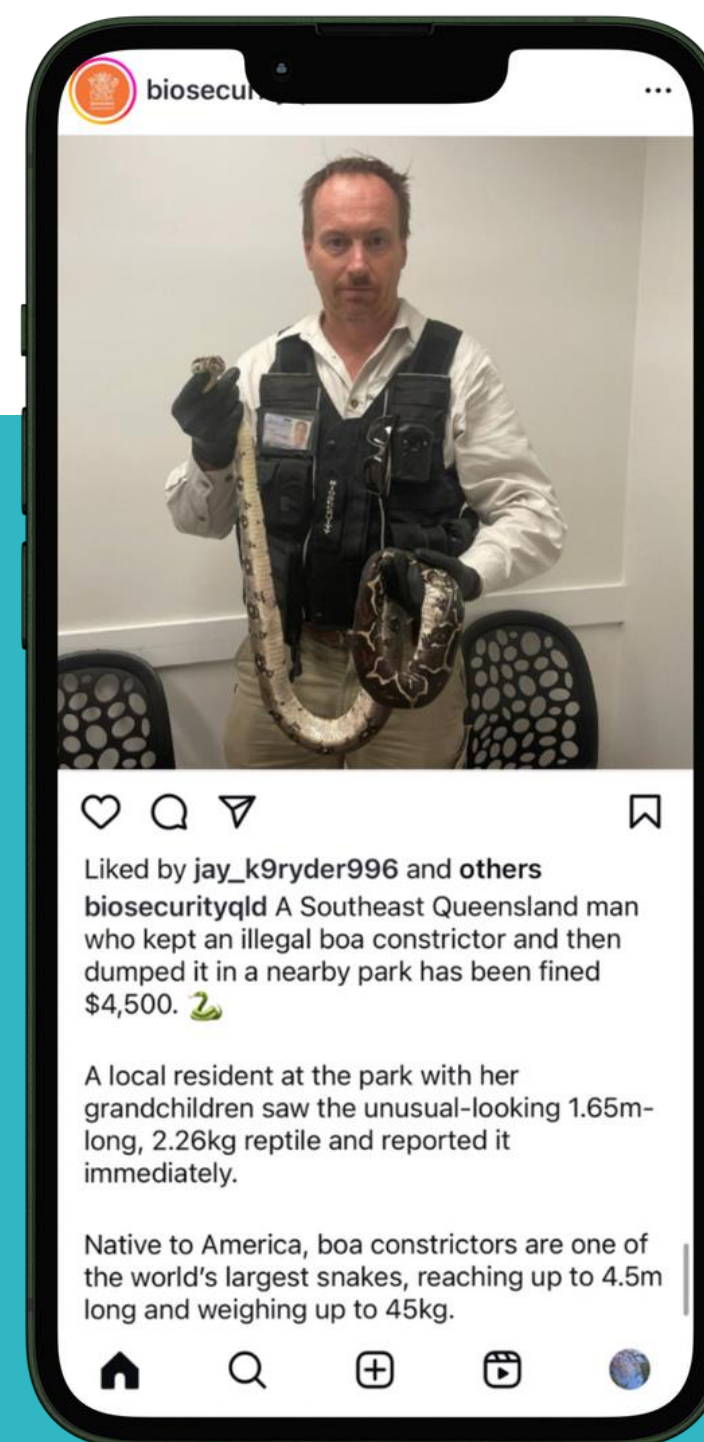 Liked by jay_k9ryder996 and others
biosecurityqld A Southeast Queensland man
who kept an illegal boa constrictor and then
dumped it in a nearby park has been fined
$4,500. 🐍
A local resident at the park with her
grandchildren saw the unusual-looking 1.65m-
long, 2.26kg reptile and reported it
immediately.
Native to America, boa constrictors are one of
the world's largest snakes, reaching up to 4.5m
long and weighing up to 45kg.